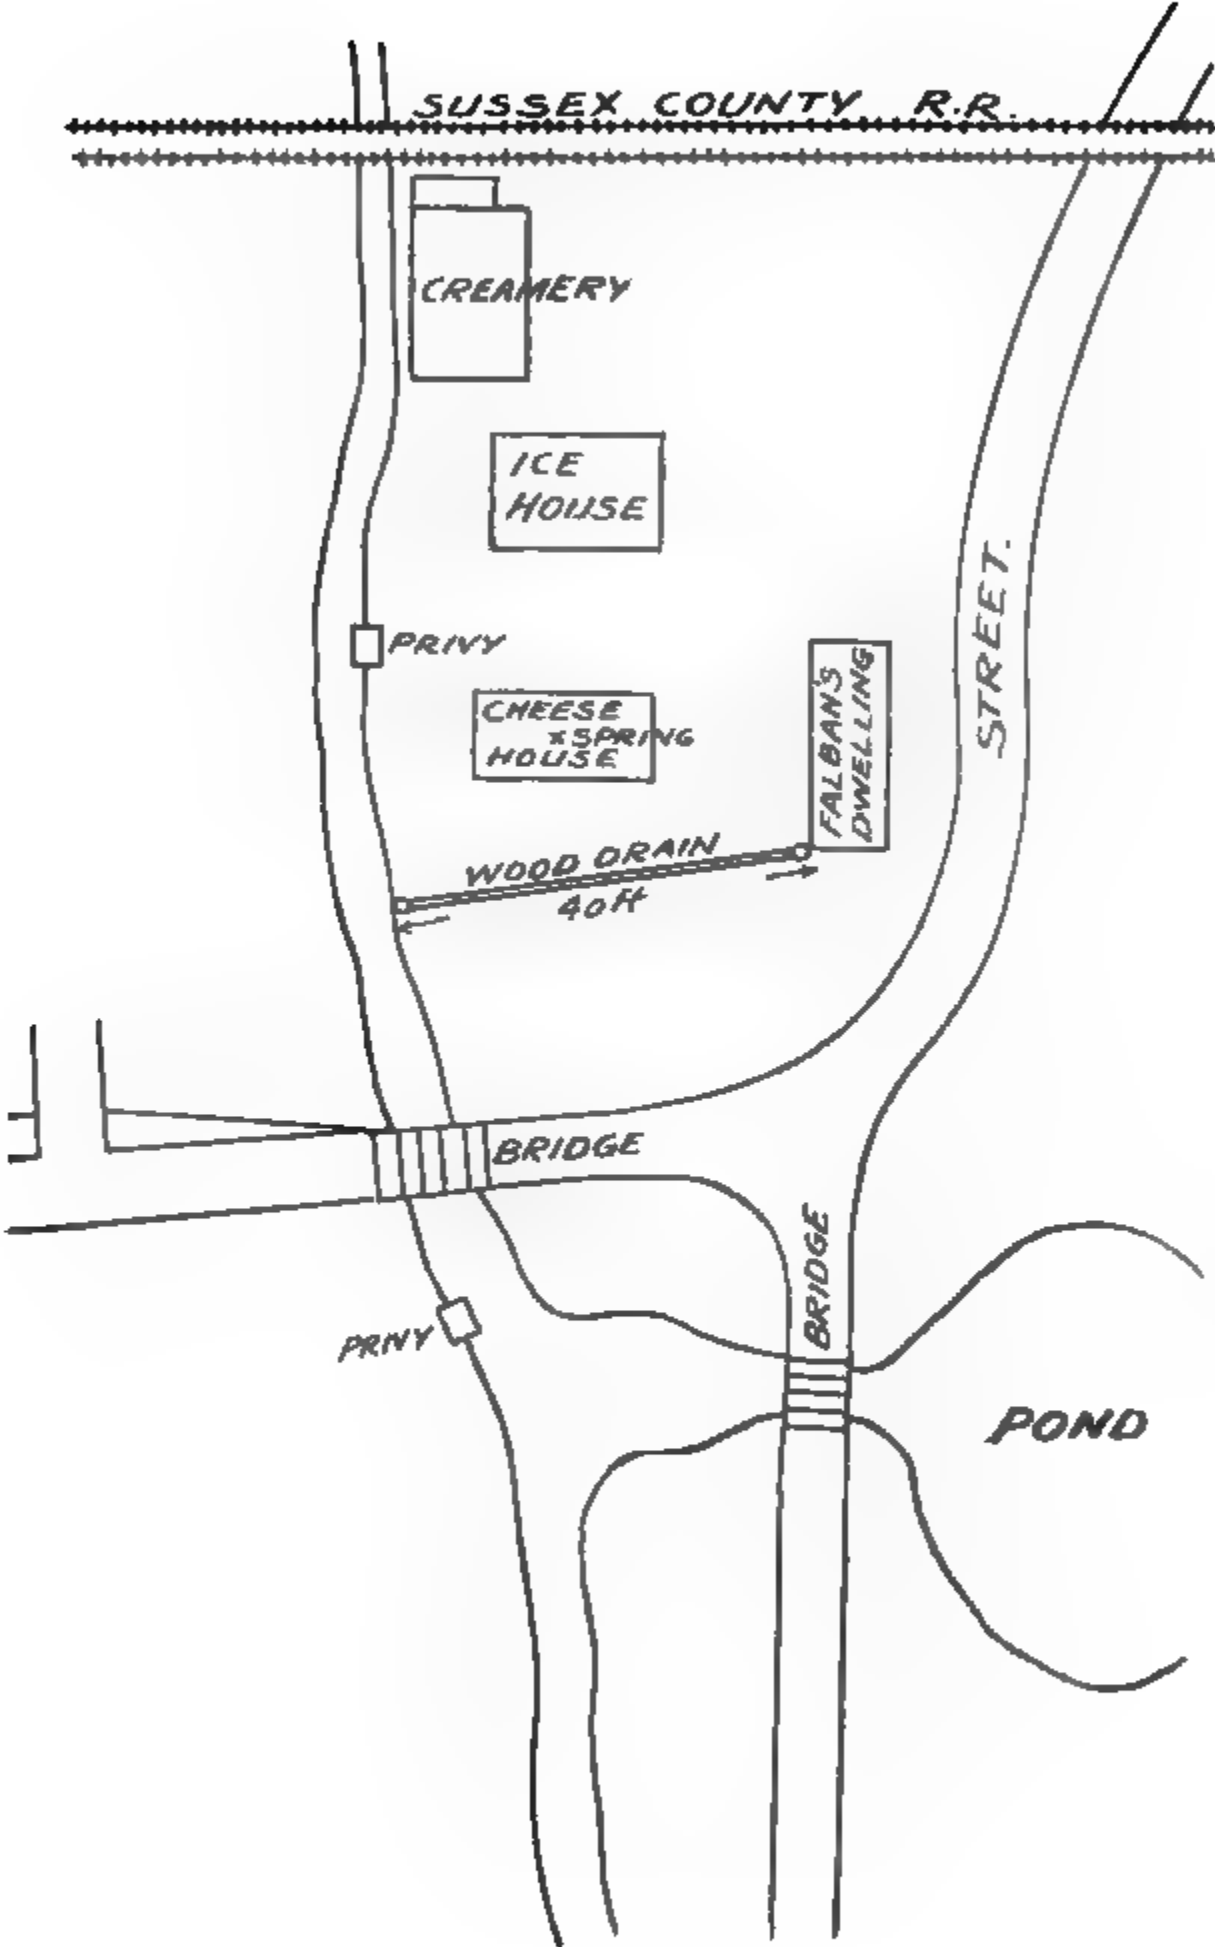 SUSSEX COUNTY R.R.
CREAMERY
ICE
HOUSE
PRIVY
CHEESE
x SPRING
HOUSE
FALBAN'S
DWELLING
STREET.
WOOD DRAIN
40 ft
BRIDGE
BRIDGE
PRIVY
POND